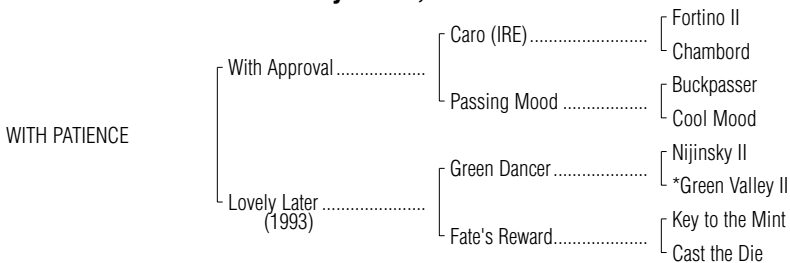 Fortino II
Caro (IRE)
Chambord
With Approval
Buckpasser
Passing Mood
Cool Mood
WITH PATIENCE
Nijinsky II
Green Dancer
*Green Valley II
Lovely Later
(1993)
Key to the Mint
Fate's Reward
Cast the Die